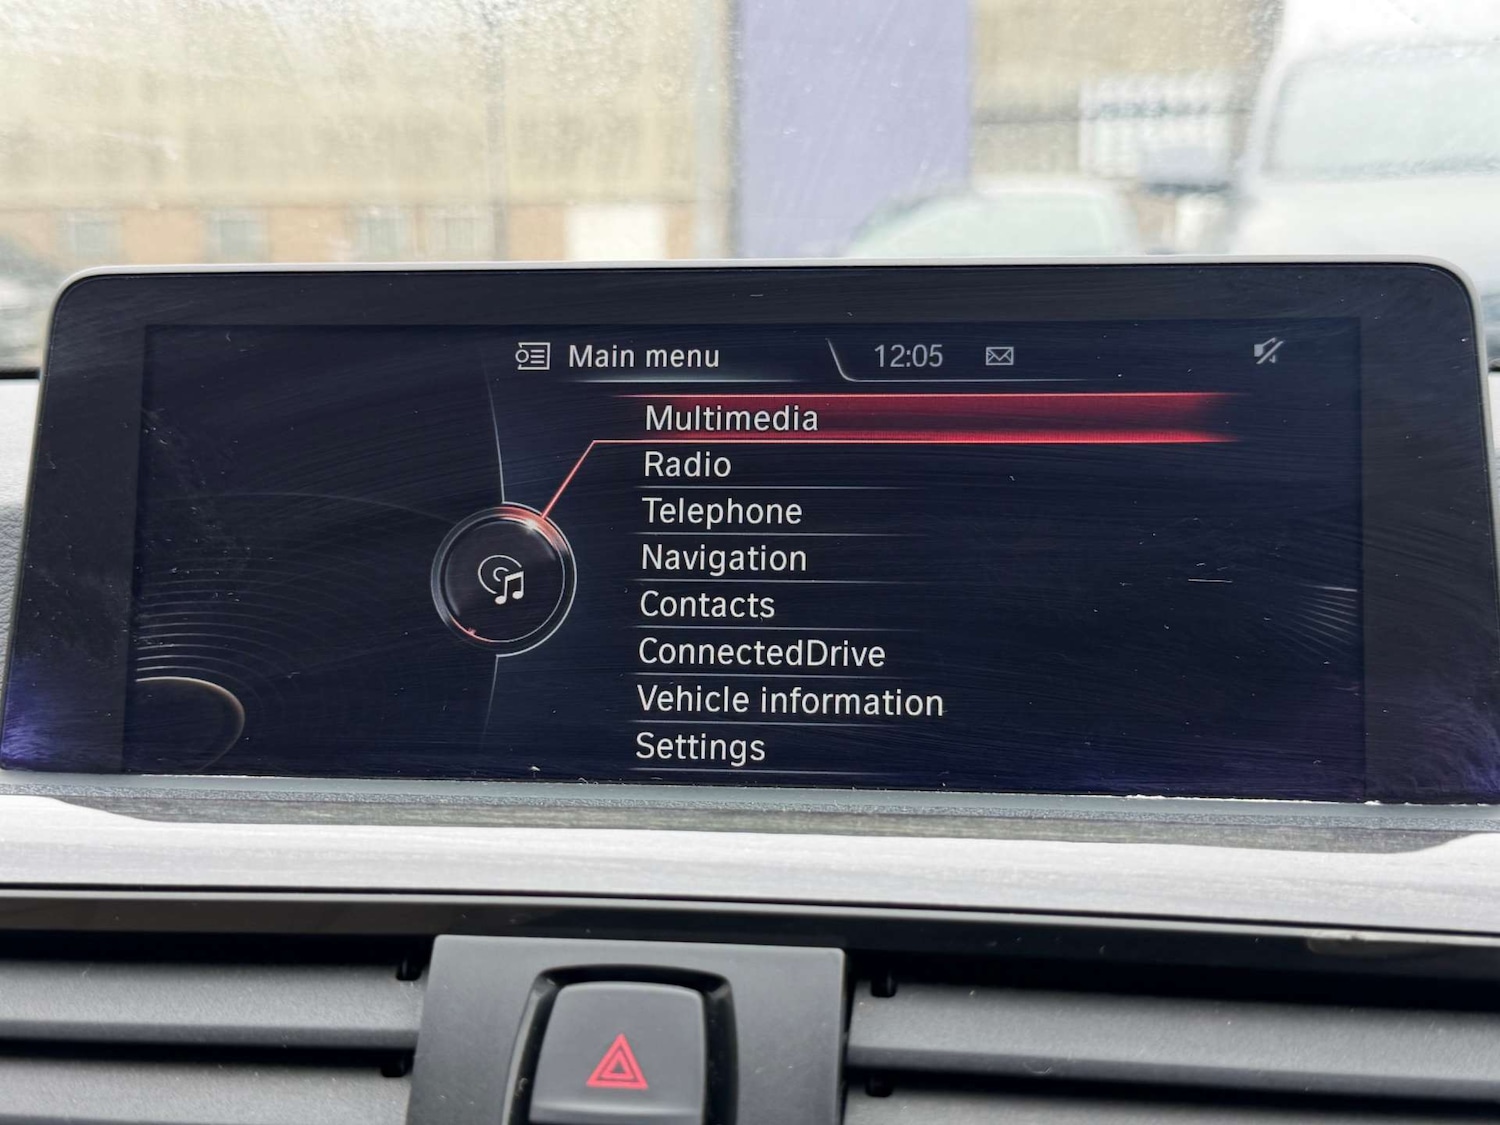 Main menu 12:05
Multimedia
Radio
Telephone
Navigation
Contacts
ConnectedDrive
Vehicle information
Settings